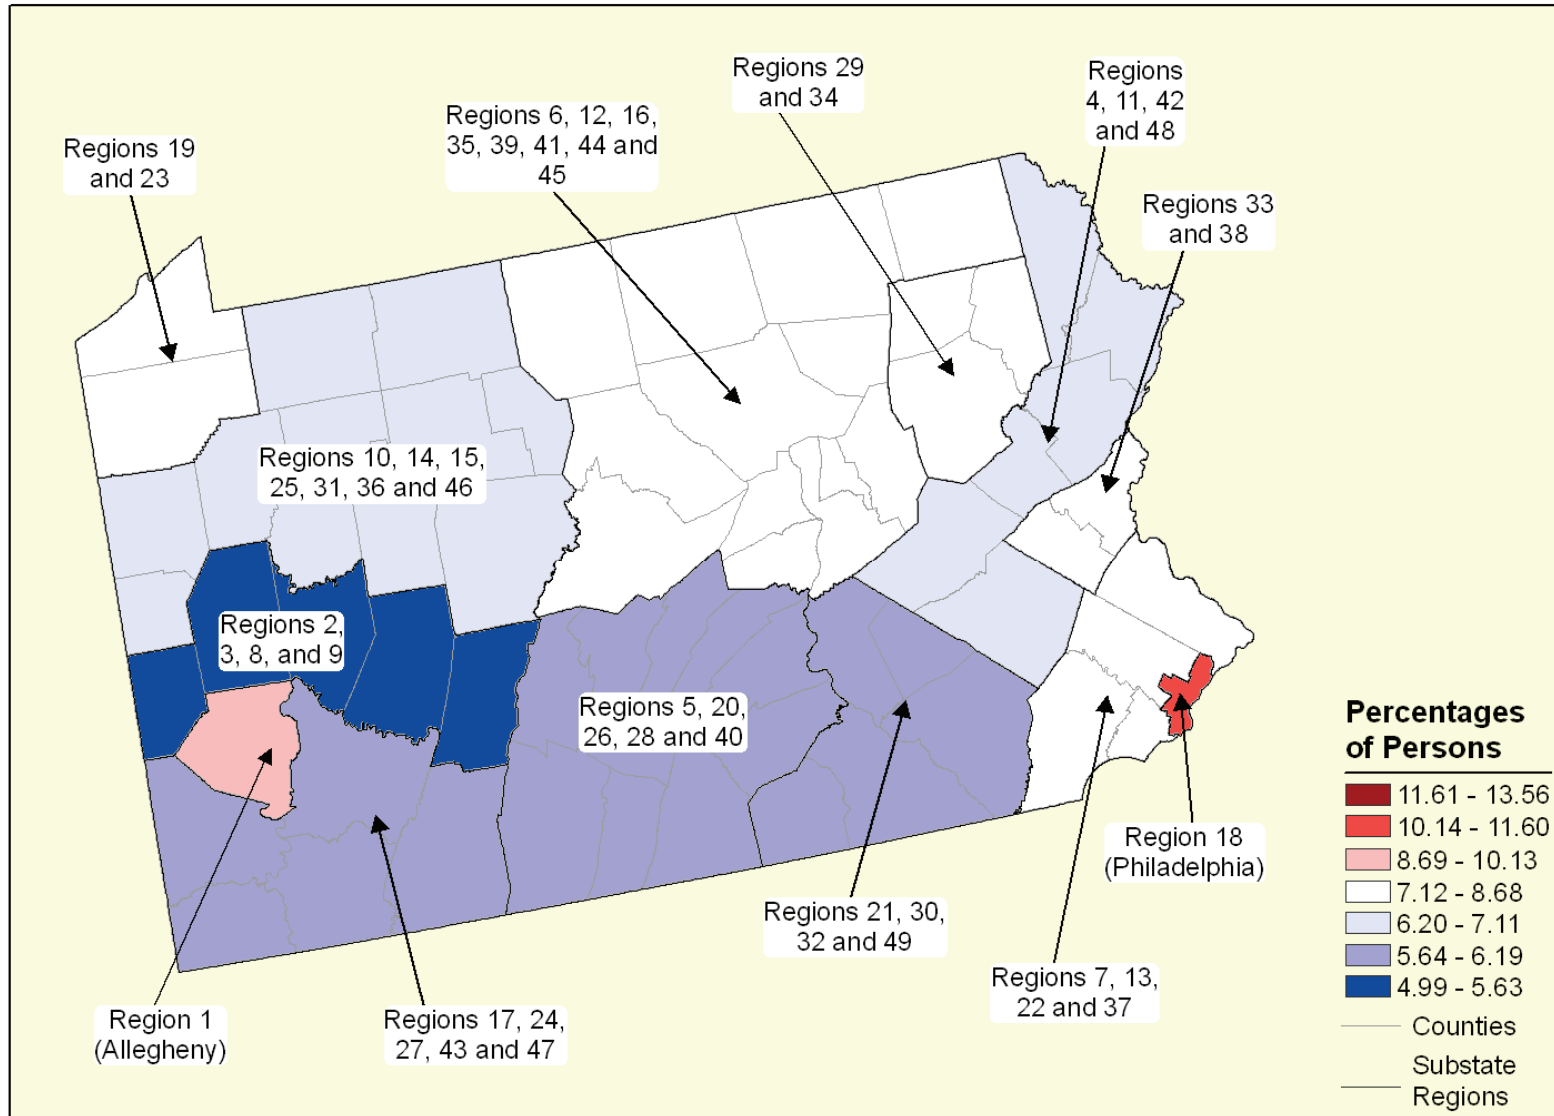 Regions 29
and 34
Regions
4, 11, 42
and 48
Regions 6, 12, 16,
35, 39, 41, 44 and
45
Regions 19
and 23
Regions 33
and 38
Regions 10, 14, 15,
25, 31, 36 and 46
Regions 2,
3, 8, and 9
Regions 5, 20,
26, 28 and 40
Region 18
(Philadelphia)
Regions 21, 30,
32 and 49
Regions 7, 13,
22 and 37
Region 1
(Allegheny)
Regions 17, 24,
27, 43 and 47
Percentages
of Persons
11.61 - 13.56
10.14 - 11.60
8.69 - 10.13
7.12 - 8.68
6.20 - 7.11
5.64 - 6.19
4.99 - 5.63
Counties
Substate
Regions